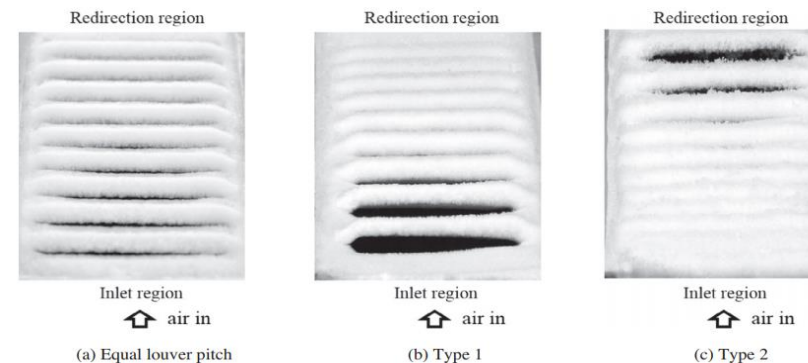 Redirection region
Redirection region
Redirection region
Inlet region
Inlet region
Inlet region
air in
air in
air in
(a) Equal louver pitch
(b) Type 1
(c) Type 2